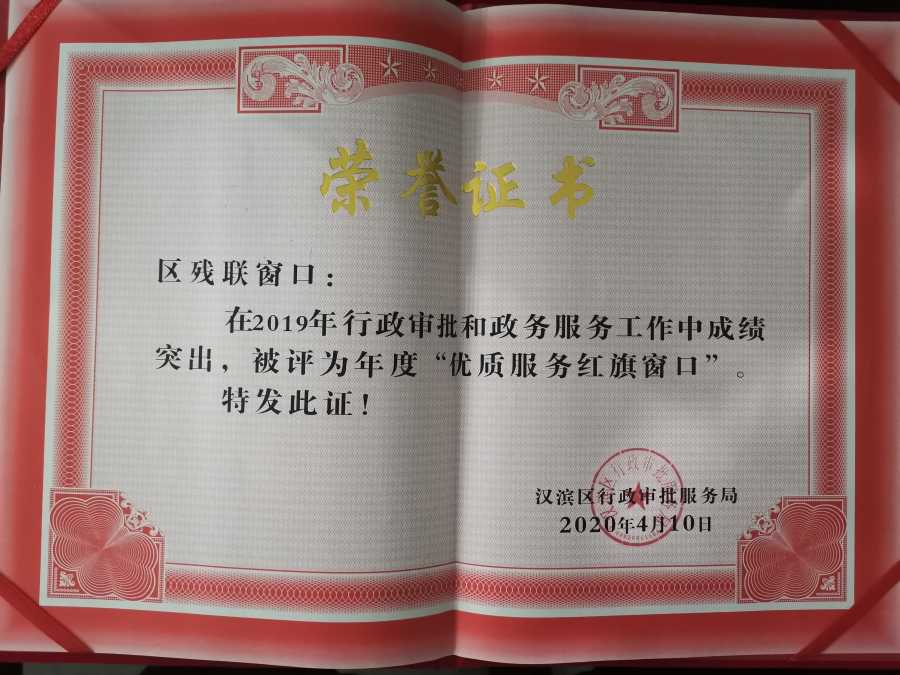 荣誉证书
区残联窗口：
在2019年行政审批和政务服务工作中成绩
突出，被评为年度“优质服务红旗窗口”。
特发此证！
汉滨区行政审批服务局
2020年4月10日